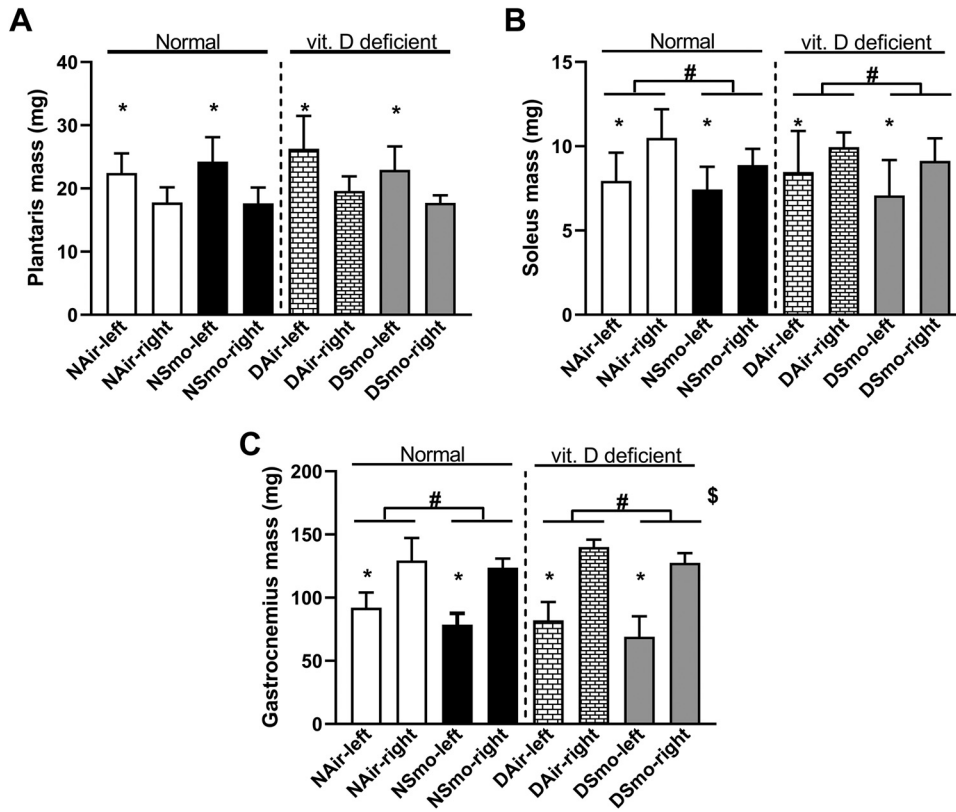 A
Normal
vit. D deficient
Plantaris mass (mg)
40
30
20
10
0
* * * *
NAir-left
NAir-right
NSmo-left
NSmo-right
DAir-left
DAir-right
DSmo-left
DSmo-right
B
Normal
vit. D deficient
Soleus mass (mg)
15
10
5
0
# #
* * * *
NAir-left
NAir-right
NSmo-left
NSmo-right
DAir-left
DAir-right
DSmo-left
DSmo-right
C
Normal
vit. D deficient
Gastrocnemius mass (mg)
200
150
100
50
0
# # $
* * * *
NAir-left
NAir-right
NSmo-left
NSmo-right
DAir-left
DAir-right
DSmo-left
DSmo-right